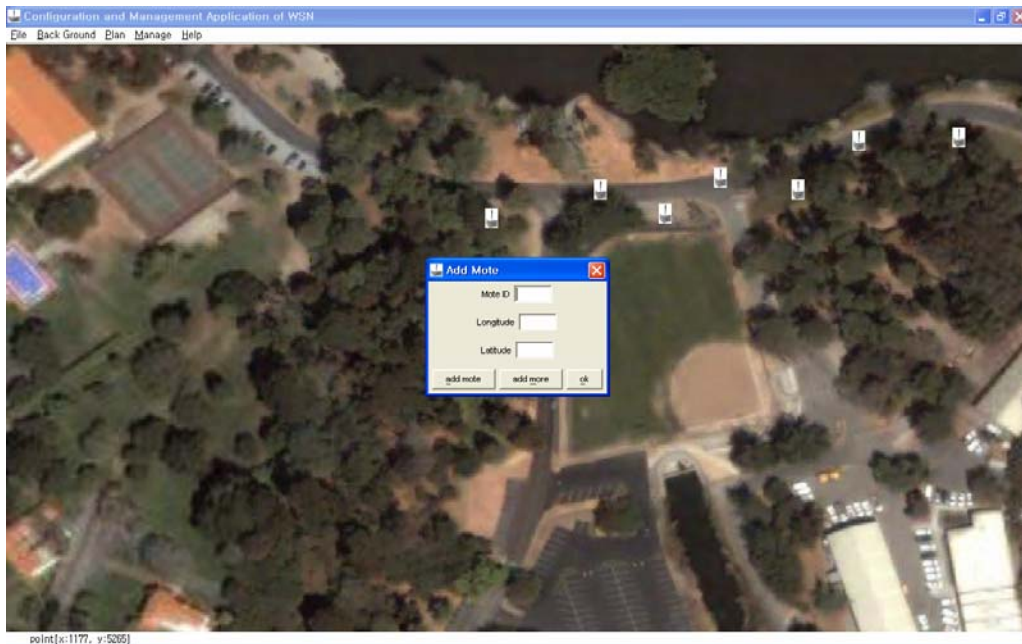 Configuration and Management Application of WSN
File Back Ground Plan Manage Help
Add Mote
Mote ID
Longitude
Latitude
add mote add more ok
point[x:1177, y:5265]